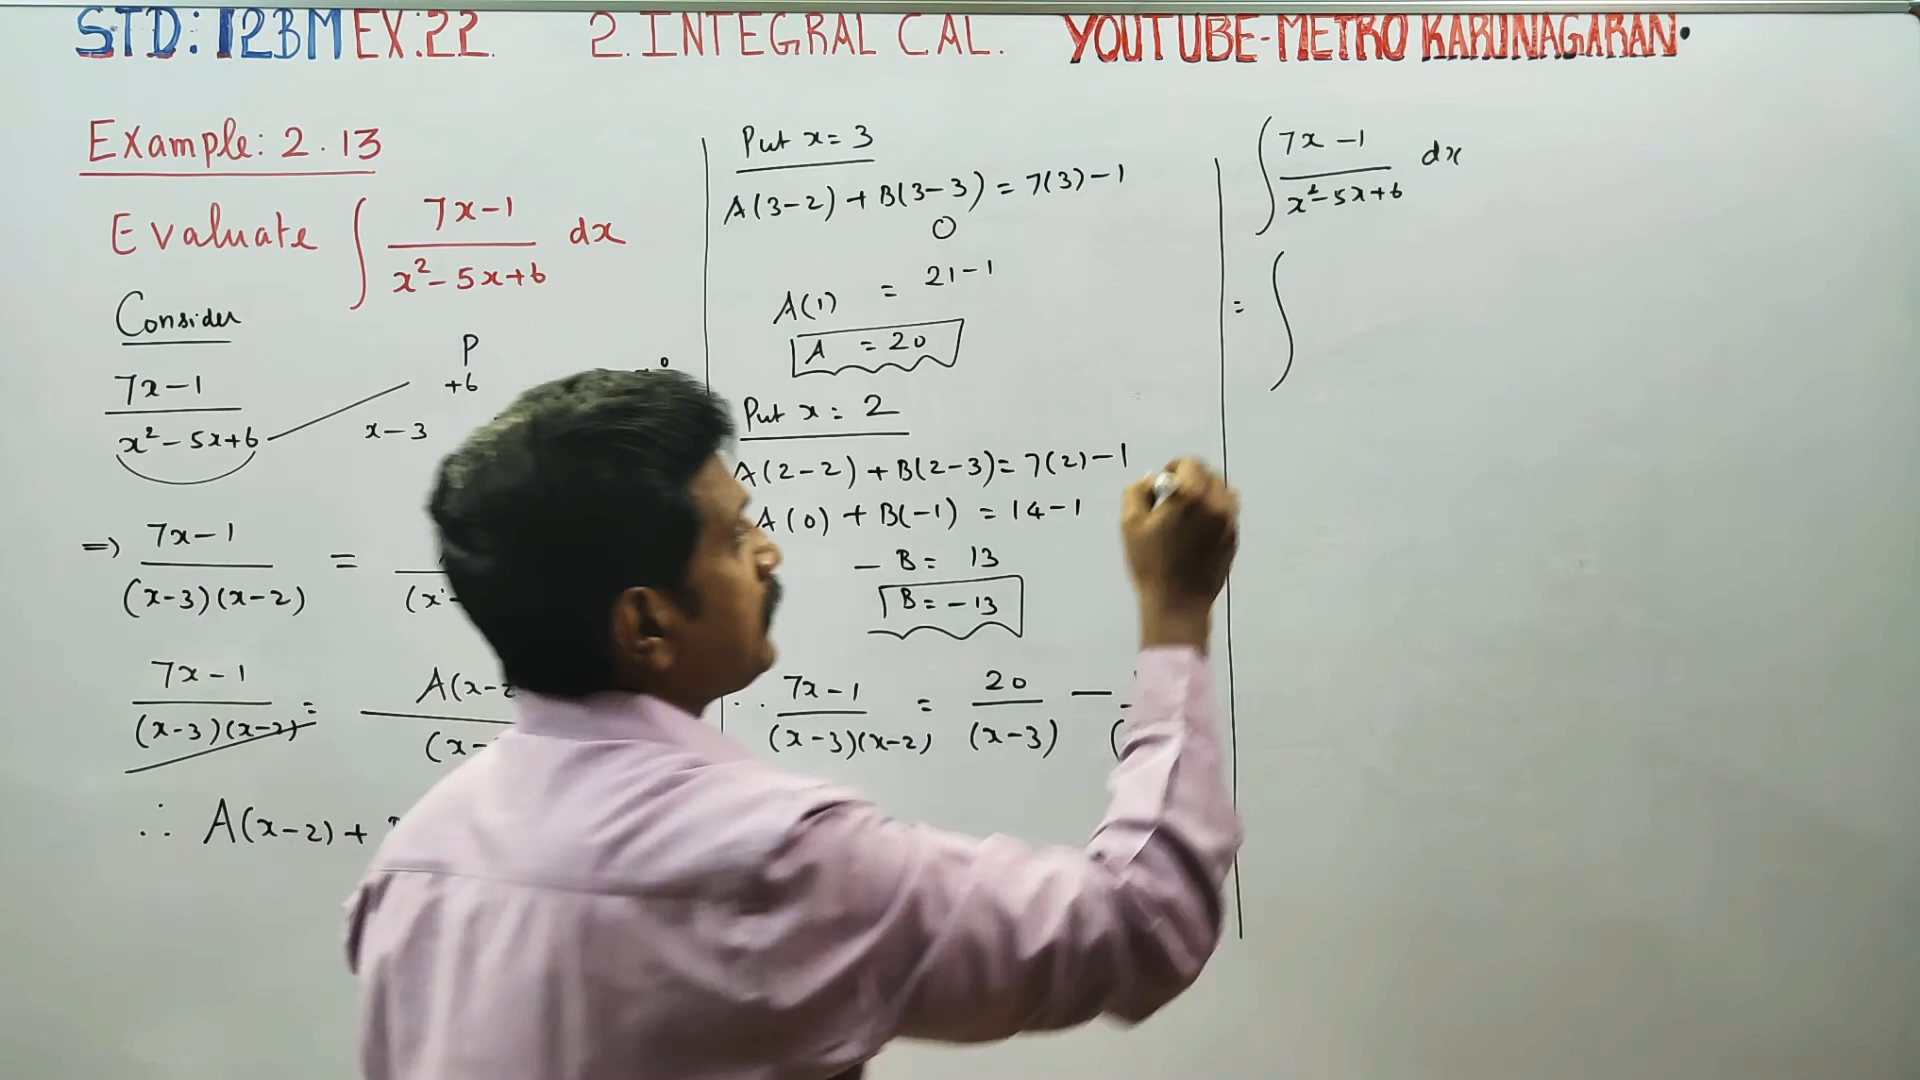 STD: 12BM EX:22. 2. INTEGRAL CAL. YOUTUBE-METRO KARUNAGARAN.
Example: 2.13
Evaluate ∫ 7x-1 / x²-5x+6 dx
Consider
7x-1 / x²-5x+6
P
+6
x-3
=> 7x-1 / (x-3)(x-2) =
7x-1 / (x-3)(x-2) = A(x-2
∴ A(x-2)+
Put x=3
A(3-2)+B(3-3)=7(3)-1
0
A(1) = 21-1
A = 20
Put x=2
A(2-2)+B(2-3)=7(2)-1
A(0)+B(-1) = 14-1
-B = 13
B = -13
7x-1 / (x-3)(x-2) = 20 / (x-3) -
∫ 7x-1 / x²-5x+6 dx
= ∫